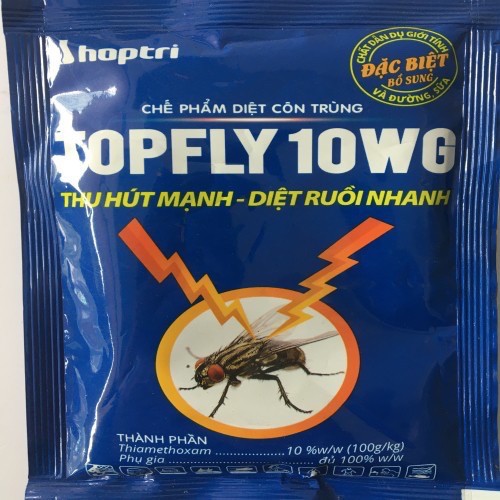 hoptri
CHẤT DẪN DỤ GIỚI TÍNH
ĐẶC BIỆT
BỔ SUNG
VÀ ĐƯỜNG, SỮA
CHẾ PHẨM DIỆT CÔN TRÙNG
TOPFLY 10WG
THU HÚT MẠNH - DIỆT RUỒI NHANH
THÀNH PHẦN
Thiamethoxam ........................ 10 %w/w (100g/kg)
Phụ gia ........................ đủ 100% w/w